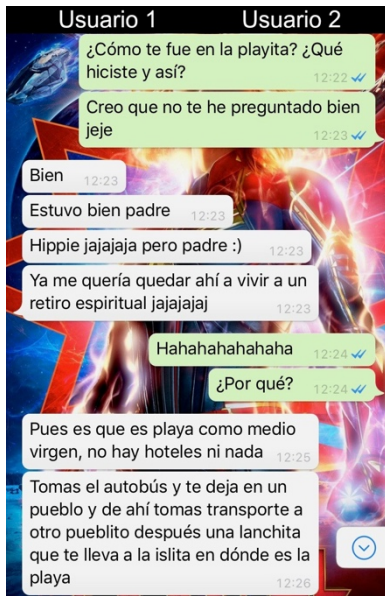 Usuario 1 Usuario 2
¿Cómo te fue en la playita? ¿Qué
hiciste y así?
12:22
Creo que no te he preguntado bien
jeje
12:23
Bien 12:23
Estuvo bien padre 12:23
Hippie jajajaja pero padre :) 12:23
Ya me quería quedar ahí a vivir a un
retiro espiritual jajajajaj
12:23
Hahahahahahaha 12:24
¿Por qué? 12:24
Pues es que es playa como medio
virgen, no hay hoteles ni nada 12:25
Tomas el autobús y te deja en un
pueblo y de ahí tomas transporte a
otro pueblito después una lanchita
que te lleva a la islita en dónde es la
playa
12:26